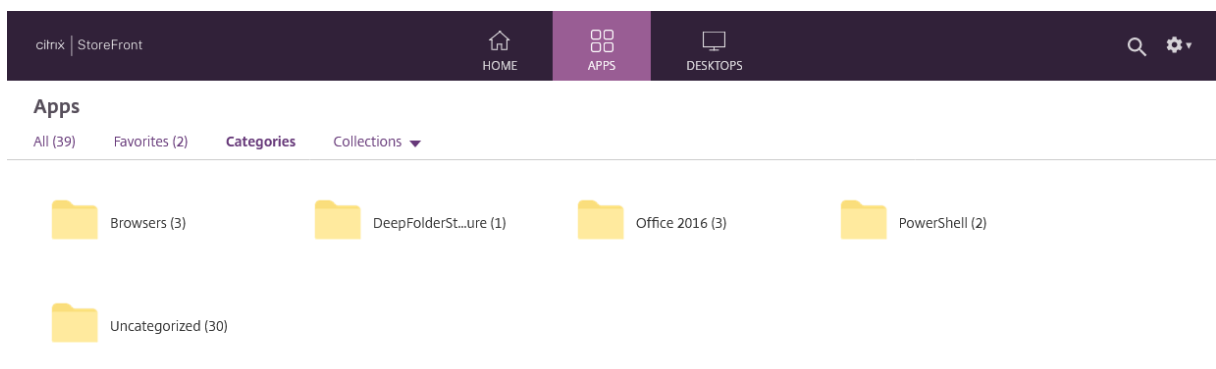 citrix | StoreFront
HOME
APPS
DESKTOPS
Apps
All (39) Favorites (2) Categories Collections
Browsers (3) DeepFolderSt...ure (1) Office 2016 (3) PowerShell (2)
Uncategorized (30)